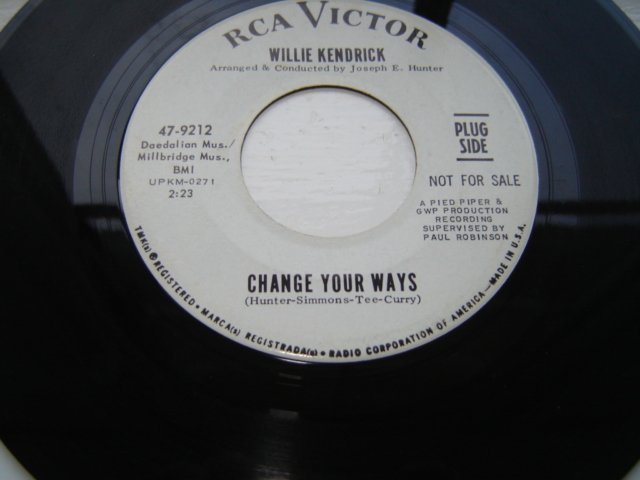 RCA VICTOR
WILLIE KENDRICK
Arranged & Conducted by Joseph E. Hunter
47-9212
Daedalian Mus./
Millbridge Mus.,
BMI
UPKM-0271
2:23
PLUG
SIDE
NOT FOR SALE
A PIED PIPER &
GWP PRODUCTION
RECORDING
SUPERVISED BY
PAUL ROBINSON
CHANGE YOUR WAYS
(Hunter-Simmons-Tee-Curry)
TMK(s) ® REGISTERED • MARCA(s) REGISTRADA(s) • RADIO CORPORATION OF AMERICA—MADE IN U.S.A.